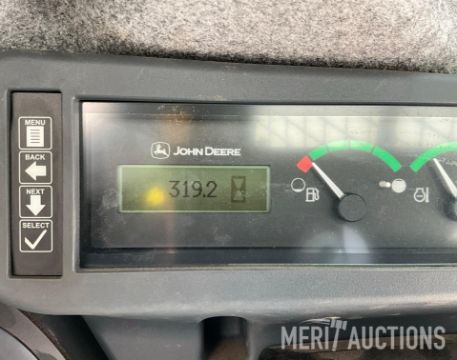 MENU
BACK
NEXT
SELECT
JOHN DEERE
319.2
MERIT AUCTIONS